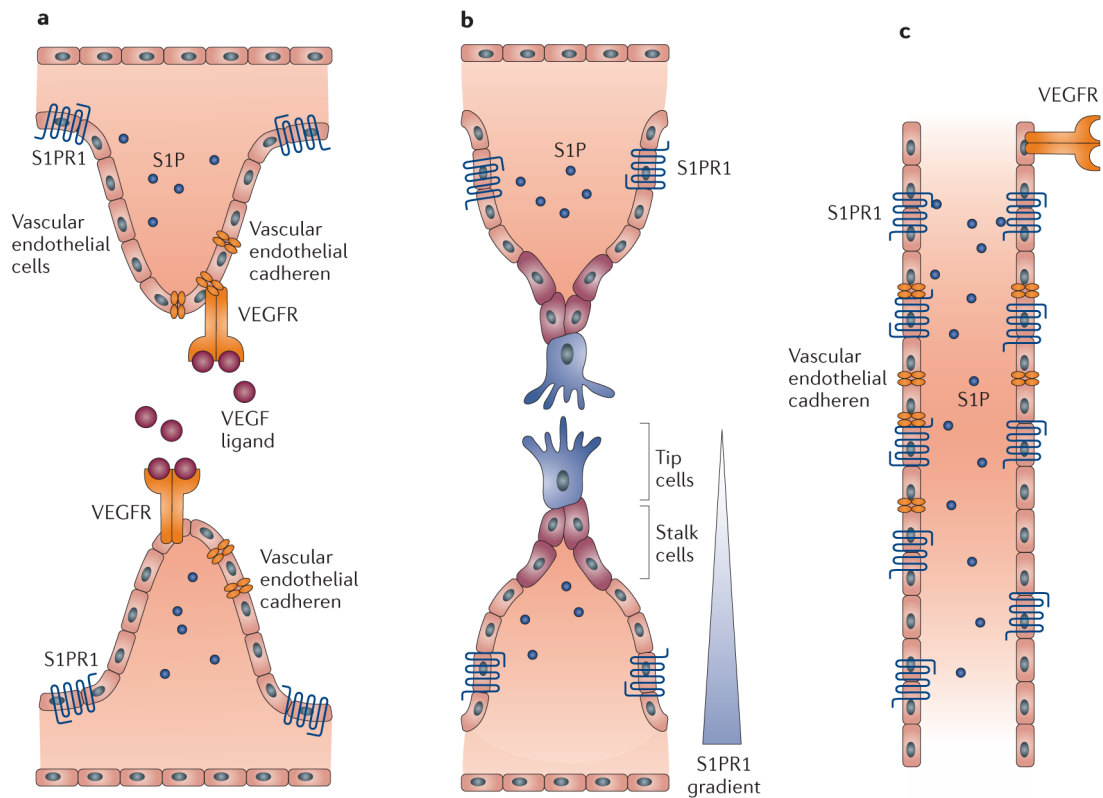 a
S1PR1
S1P
Vascular
endothelial
cells
Vascular
endothelial
cadheren
VEGFR
VEGF
ligand
VEGFR
Vascular
endothelial
cadheren
S1PR1
b
S1P
S1PR1
Tip
cells
Stalk
cells
S1PR1
gradient
c
VEGFR
S1PR1
Vascular
endothelial
cadheren
S1P